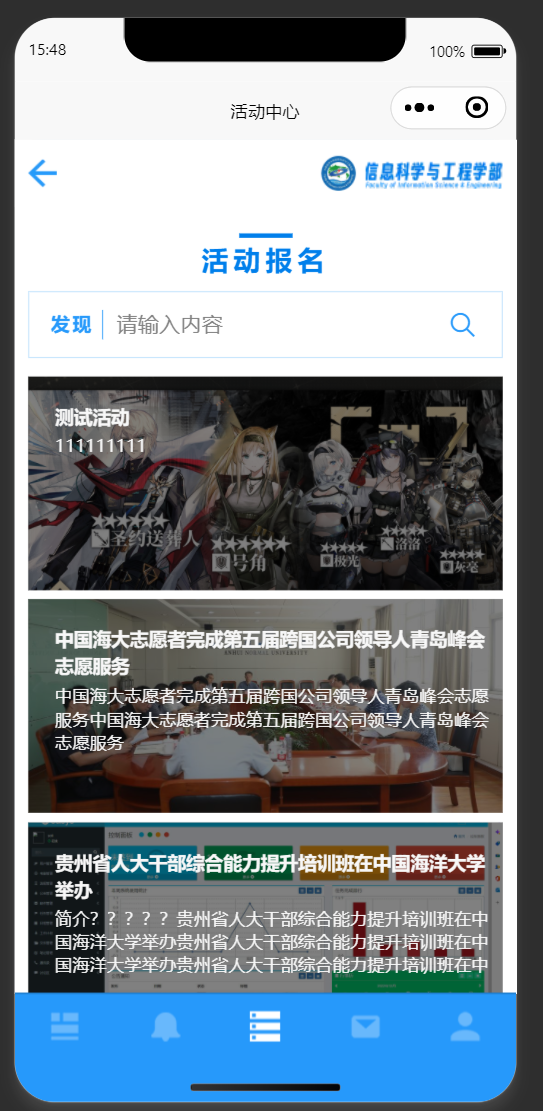 15:48
100%
活动中心
信息科学与工程学部
Faculty of Information Science & Engineering
活动报名
发现
请输入内容
测试活动
111111111
★★★★★★
圣约送葬人
★★★★★★
号角
★★★★★
极光
★★★★★
洛洛
★★★★★
灰毫
中国海大志愿者完成第五届跨国公司领导人青岛峰会
志愿服务
中国海大志愿者完成第五届跨国公司领导人青岛峰会志愿
服务中国海大志愿者完成第五届跨国公司领导人青岛峰会
志愿服务
控制面板
贵州省人大干部综合能力提升培训班在中国海洋大学
举办
简介？？？？？贵州省人大干部综合能力提升培训班在中
国海洋大学举办贵州省人大干部综合能力提升培训班在中
国海洋大学举办贵州省人大干部综合能力提升培训班在中